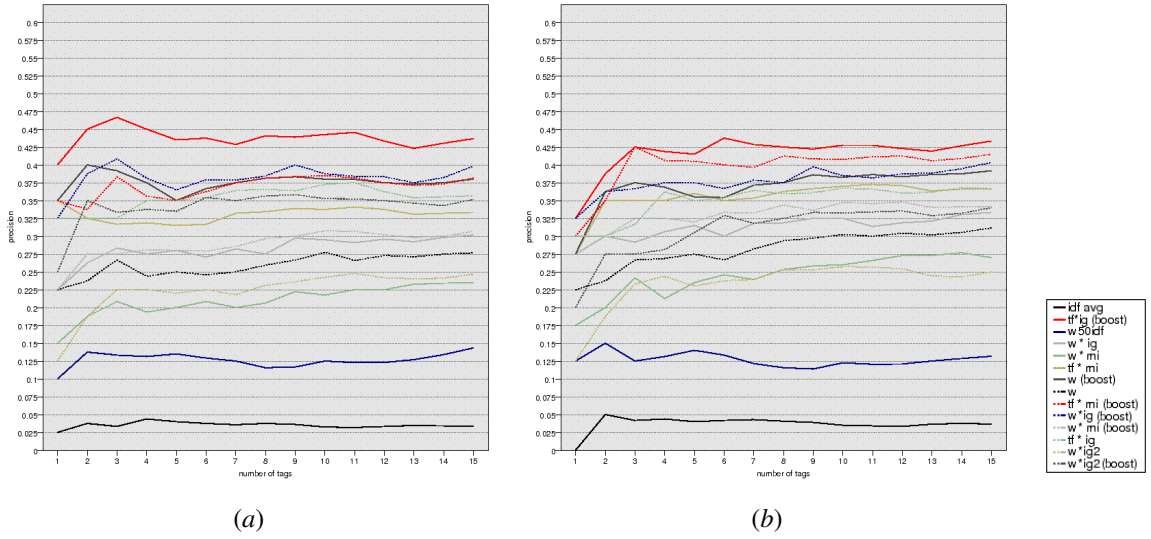 0.6
0.575
0.55
0.525
0.5
0.475
0.45
0.425
0.4
0.375
0.35
0.325
0.3
0.275
0.25
0.225
0.2
0.175
0.15
0.125
0.1
0.075
0.05
0.025
0
precision
1 2 3 4 5 6 7 8 9 10 11 12 13 14 15
number of tags
(a)
0.6
0.575
0.55
0.525
0.5
0.475
0.45
0.425
0.4
0.375
0.35
0.325
0.3
0.275
0.25
0.225
0.2
0.175
0.15
0.125
0.1
0.075
0.05
0.025
0
precision
1 2 3 4 5 6 7 8 9 10 11 12 13 14 15
number of tags
(b)
idf avg
tf*ig (boost)
w50idf
w * ig
w * mi
tf * mi
w (boost)
w
tf * mi (boost)
w *ig (boost)
w * mi (boost)
tf * ig
w *ig2
w *ig2 (boost)